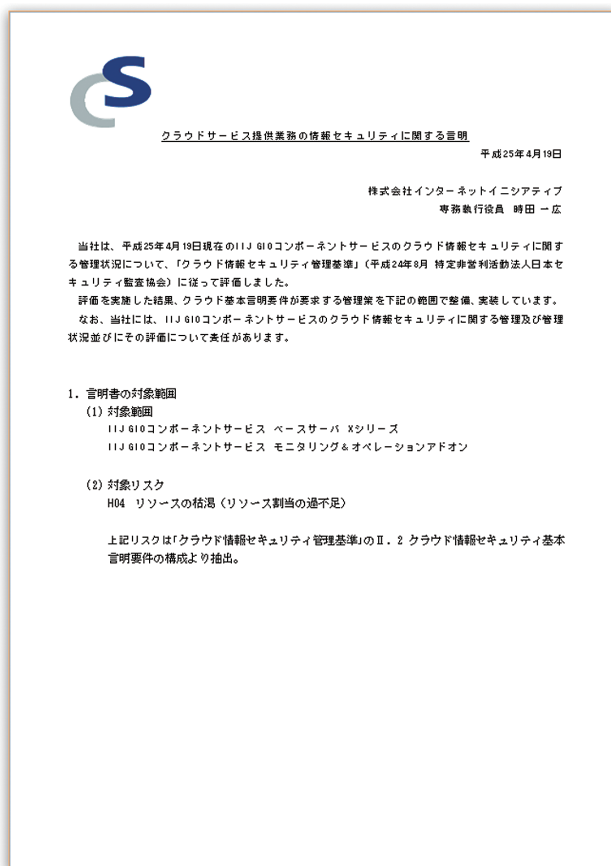 CS
クラウドサービス提供業務の情報セキュリティに関する言明
平成25年4月19日
株式会社インターネットイニシアティブ
専務執行役員 時田 一広
当社は、平成25年4月19日現在のIIJ GIOコンポーネントサービスのクラウド情報セキュリティに関す
る管理状況について、「クラウド情報セキュリティ管理基準」(平成24年8月 特定非営利活動法人日本セ
キュリティ監査協会)に従って評価しました。
評価を実施した結果、クラウド基本言明要件が要求する管理策を下記の範囲で整備、実装しています。
なお、当社には、IIJ GIOコンポーネントサービスのクラウド情報セキュリティに関する管理及び管理
状況並びにその評価について責任があります。
1. 言明書の対象範囲
(1) 対象範囲
IIJ GIOコンポーネントサービス ベースサーバ Xシリーズ
IIJ GIOコンポーネントサービス モニタリング&オペレーションアドオン
(2) 対象リスク
H04 リソースの枯渇(リソース割当の過不足)
上記リスクは「クラウド情報セキュリティ管理基準」のⅡ.2 クラウド情報セキュリティ基本
言明要件の構成より抽出。